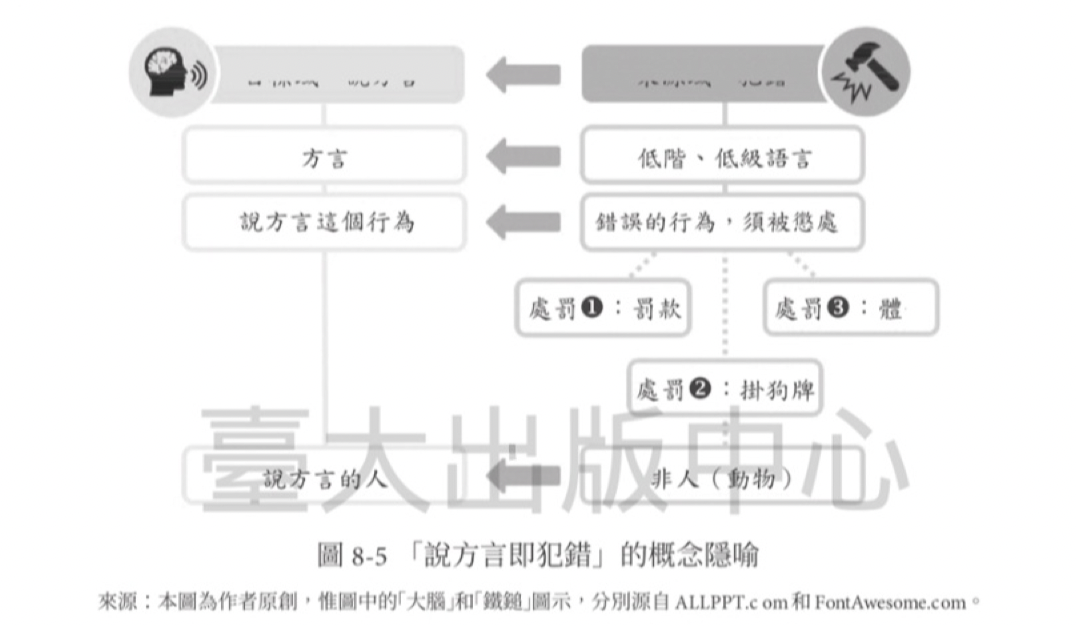 方言
低階、低級語言
說方言這個行為
錯誤的行為，須被懲處
處罰❶：罰款
處罰❸：體
處罰❷：掛狗牌
臺大出版中心
說方言的人
非人（動物）
圖 8-5 「說方言即犯錯」的概念隱喻
來源：本圖為作者原創，惟圖中的「大腦」和「鐵鎚」圖示，分別源自 ALLPPT.c om 和 FontAwesome.com。